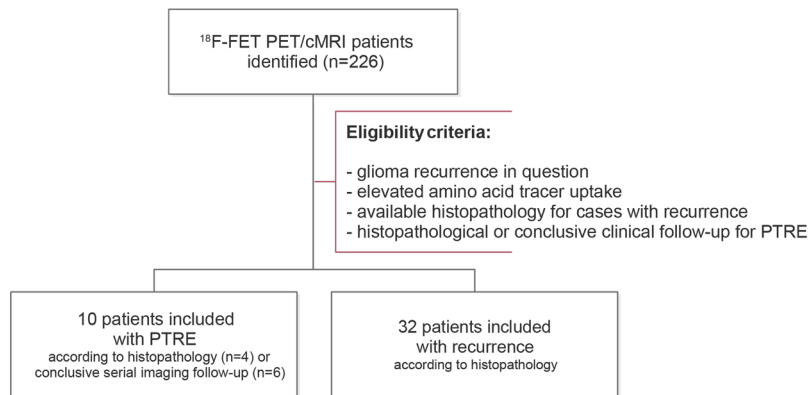 ¹⁸F-FET PET/cMRI patients
identified (n=226)
Eligibility criteria:
- glioma recurrence in question
- elevated amino acid tracer uptake
- available histopathology for cases with recurrence
- histopathological or conclusive clinical follow-up for PTRE
10 patients included
with PTRE
according to histopathology (n=4) or
conclusive serial imaging follow-up (n=6)
32 patients included
with recurrence
according to histopathology